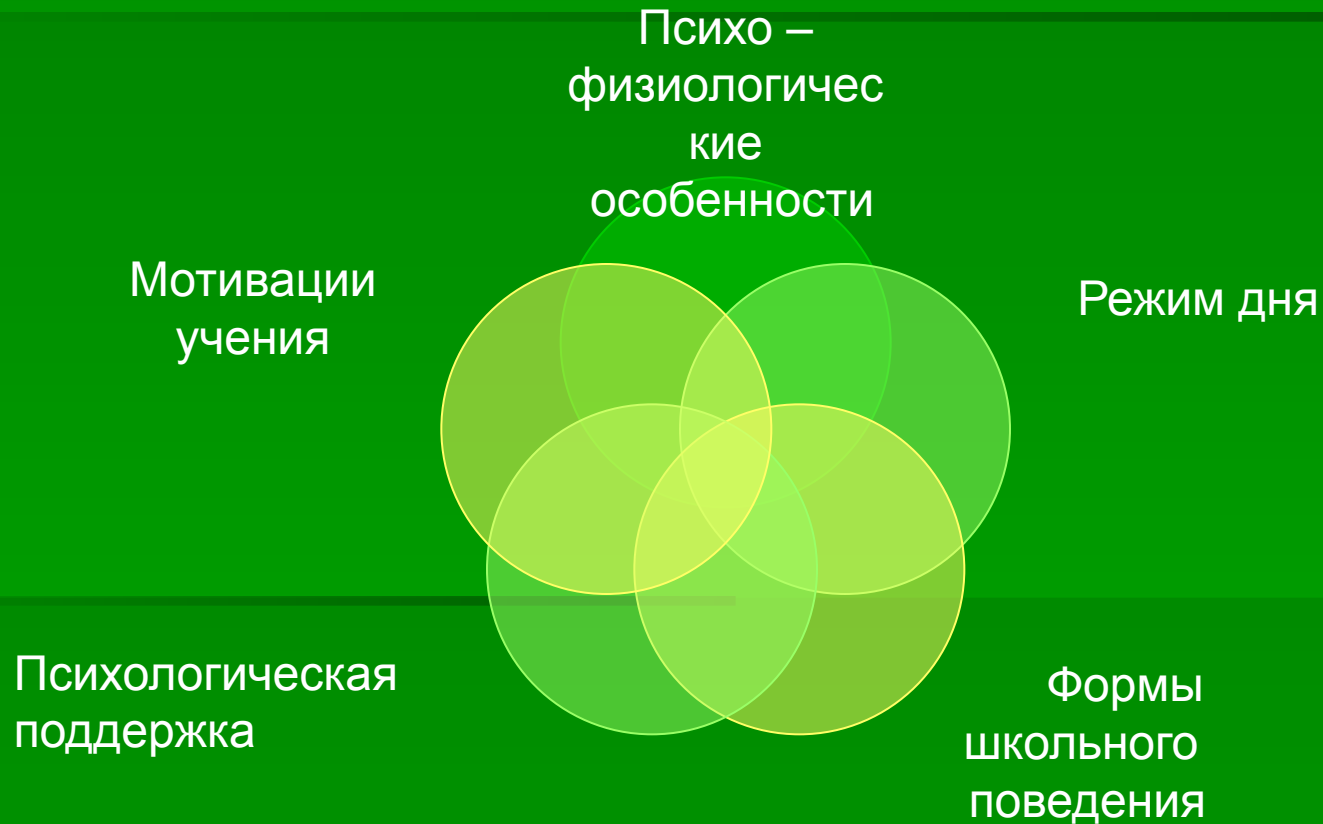 Психо –
физиологичес
кие
особенности
Мотивации
учения
Режим дня
Психологическая
поддержка
Формы
школьного
поведения